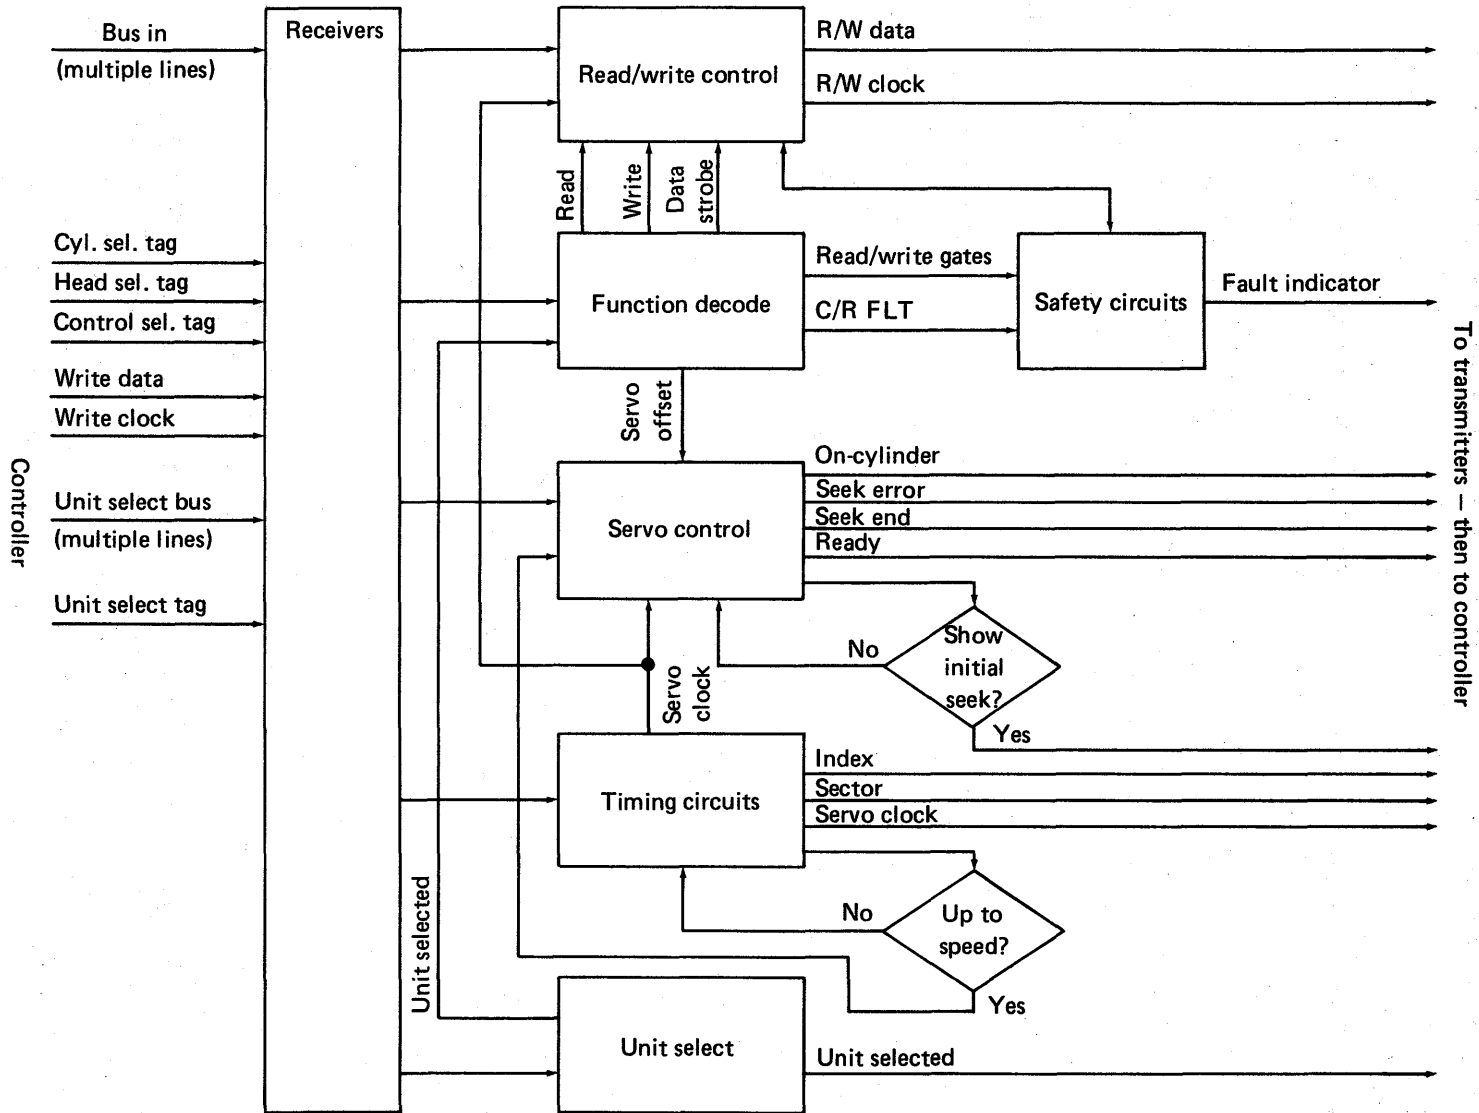 Bus in
(multiple lines)
Receivers
Read/write control
R/W data
R/W clock
Read
Write
Data
strobe
Cyl. sel. tag
Head sel. tag
Control sel. tag
Write data
Write clock
Function decode
Read/write gates
C/R FLT
Safety circuits
Fault indicator
Servo
offset
Controller
Unit select bus
(multiple lines)
Unit select tag
Servo control
On-cylinder
Seek error
Seek end
Ready
Show
initial
seek?
No
Yes
Servo
clock
Timing circuits
Index
Sector
Servo clock
Up to
speed?
No
Yes
Unit selected
Unit select
Unit selected
To transmitters — then to controller